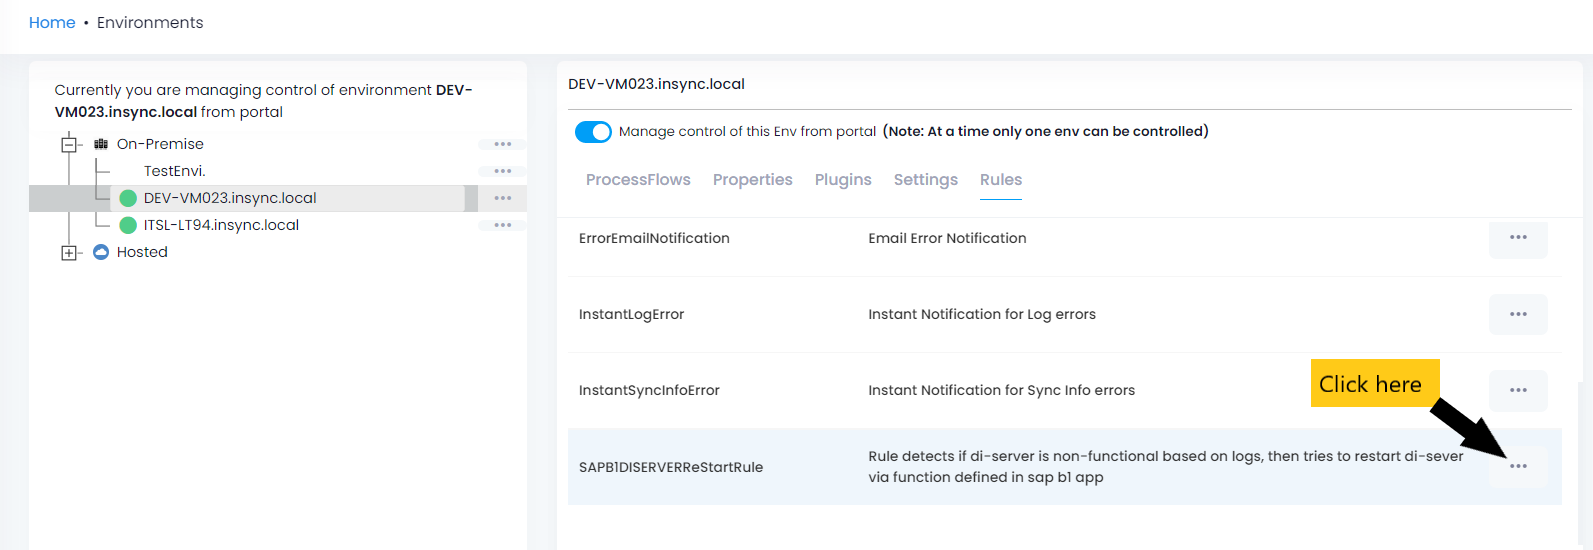 Home • Environments
Currently you are managing control of environment DEV-
VM023.insync.local from portal
On-Premise
TestEnvi.
DEV-VM023.insync.local
ITSL-LT94.insync.local
Hosted
DEV-VM023.insync.local
Manage control of this Env from portal (Note: At a time only one env can be controlled)
ProcessFlows Properties Plugins Settings Rules
ErrorEmailNotification Email Error Notification
InstantLogError Instant Notification for Log errors
InstantSyncInfoError Instant Notification for Sync Info errors
Click here
SAPB1DISERVERReStartRule
Rule detects if di-server is non-functional based on logs, then tries to restart di-sever
via function defined in sap b1 app